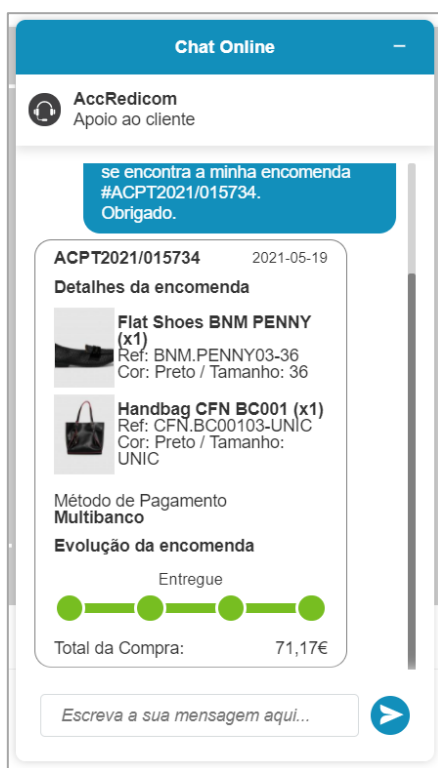 Chat Online
AccRedicom
Apoio ao cliente
se encontra a minha encomenda
#ACPT2021/015734.
Obrigado.
ACPT2021/015734 2021-05-19
Detalhes da encomenda
Flat Shoes BNM PENNY
(x1)
Ref: BNM.PENNY03-36
Cor: Preto / Tamanho: 36
Handbag CFN BC001 (x1)
Ref: CFN.BC00103-UNIC
Cor: Preto / Tamanho:
UNIC
Método de Pagamento
Multibanco
Evolução da encomenda
Entregue
Total da Compra: 71,17€
Escreva a sua mensagem aqui...